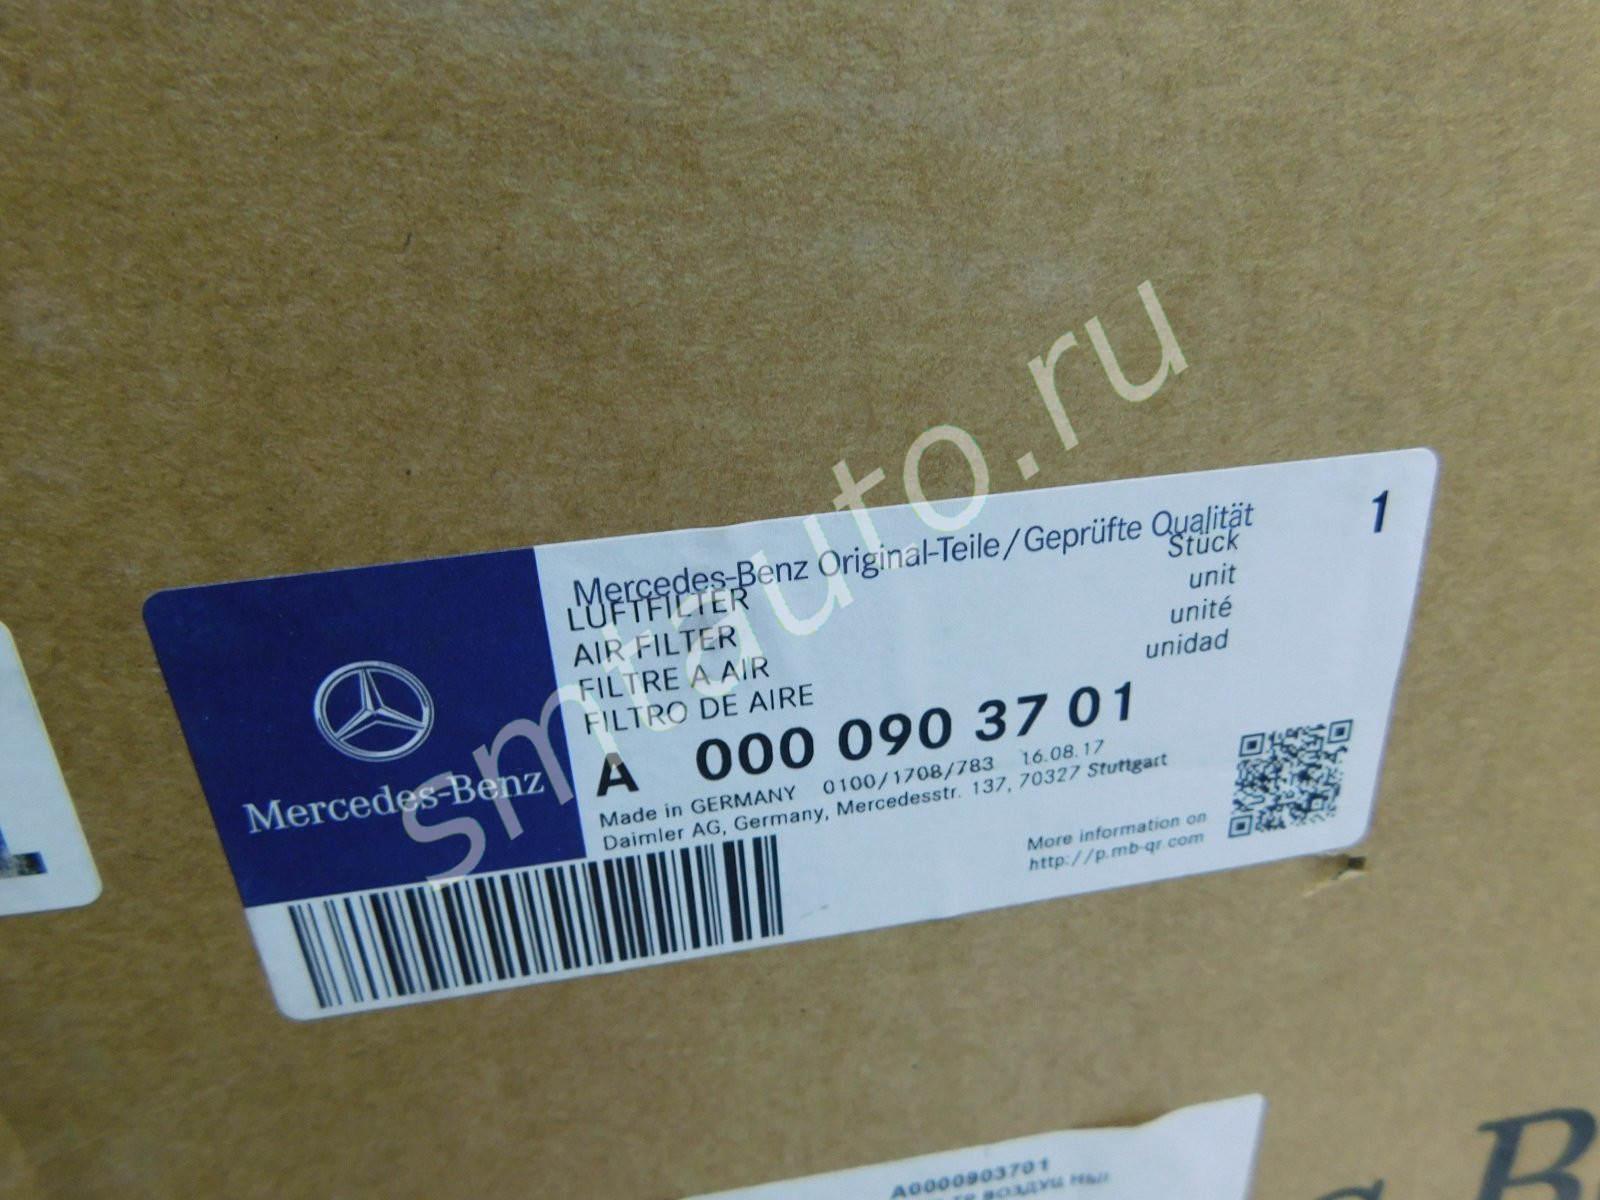 smtauto.ru
Mercedes-Benz Original-Teile/Geprüfte Qualität 1
LUFTFILTER Stuck
AIR FILTER unit
FILTRE A AIR unité
FILTRO DE AIRE unidad
A 000 090 37 01
Made in GERMANY 0100/1708/783 16.08.17
Daimler AG, Germany, Mercedesstr. 137, 70327 Stuttgart
More information on
http://p.mb-qr.com
Mercedes-Benz
A0000903701